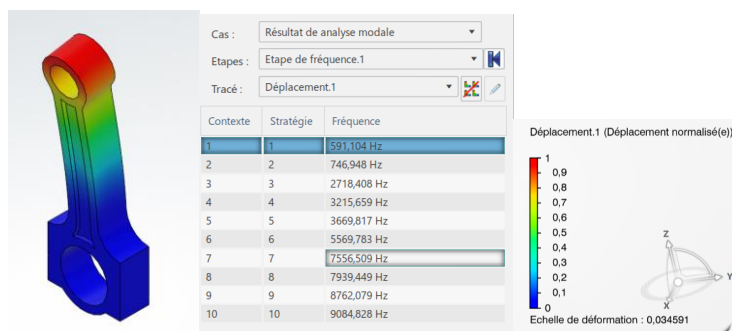 Cas : Résultat de analyse modale
Etapes : Etape de fréquence.1
Tracé : Déplacement.1
Contexte Stratégie Fréquence
1 1 591,104 Hz
2 2 746,948 Hz
3 3 2718,408 Hz
4 4 3215,659 Hz
5 5 3669,817 Hz
6 6 5569,783 Hz
7 7 7556,509 Hz
8 8 7939,449 Hz
9 9 8762,079 Hz
10 10 9084,828 Hz
Déplacement.1 (Déplacement normalisé(e))
1
0,9
0,8
0,7
0,6
0,5
0,4
0,3
0,2
0,1
0
Z
Y
X
Echelle de déformation : 0,034591